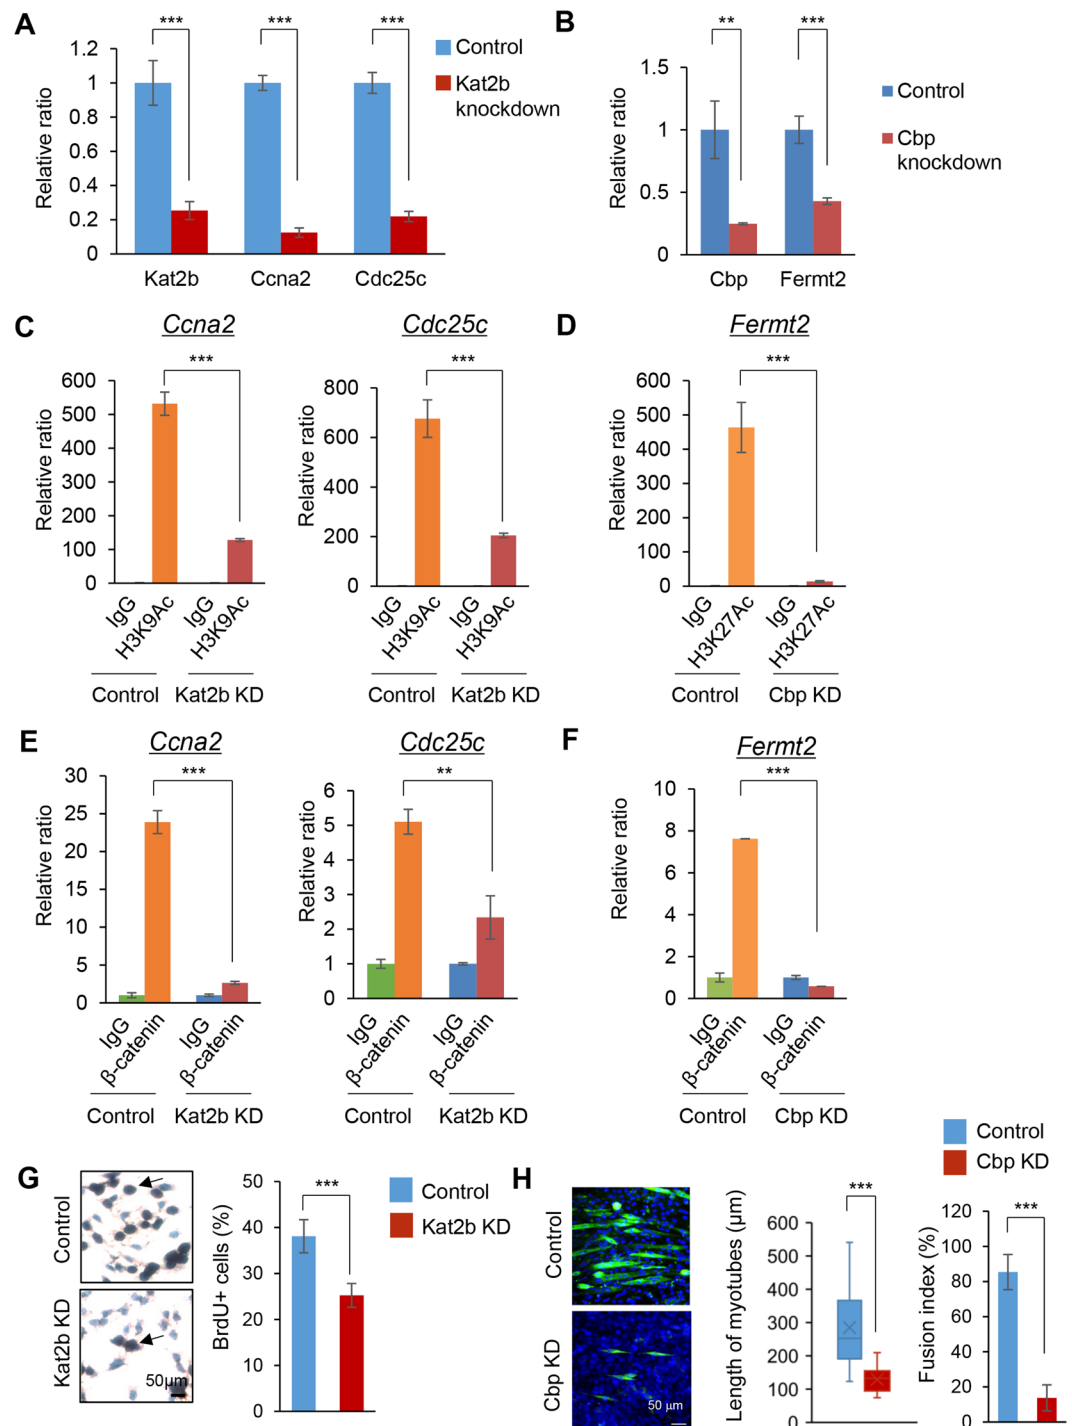 A
***
***
***
1.2
1
0.8
0.6
0.4
0.2
0
Relative ratio
Kat2b
Ccna2
Cdc25c
Control
Kat2b
knockdown
B
**
***
1.5
1
0.5
0
Relative ratio
Cbp
Fermt2
Control
Cbp
knockdown
C
Ccna2
***
600
500
400
300
200
100
0
Relative ratio
IgG
H3K9Ac
IgG
H3K9Ac
Control
Kat2b KD
Cdc25c
***
800
600
400
200
0
Relative ratio
IgG
H3K9Ac
IgG
H3K9Ac
Control
Kat2b KD
D
Fermt2
***
600
500
400
300
200
100
0
Relative ratio
IgG
H3K27Ac
IgG
H3K27Ac
Control
Cbp KD
E
Ccna2
***
30
25
20
15
10
5
0
Relative ratio
IgG
β-catenin
IgG
β-catenin
Control
Kat2b KD
Cdc25c
**
6
5
4
3
2
1
0
Relative ratio
IgG
β-catenin
IgG
β-catenin
Control
Kat2b KD
F
Fermt2
***
10
8
6
4
2
0
Relative ratio
IgG
β-catenin
IgG
β-catenin
Control
Cbp KD
G
Control
Kat2b KD
50μm
***
50
40
30
20
10
0
BrdU+ cells (%)
Control
Kat2b KD
H
Control
Cbp KD
50 μm
***
600
500
400
300
200
100
0
Length of myotubes (μm)
Control
Cbp KD
***
120
100
80
60
40
20
0
Fusion index (%)